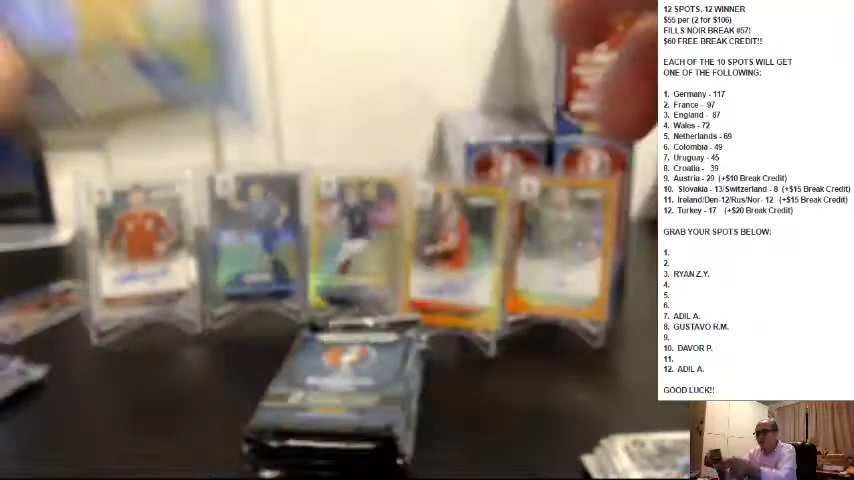 12 SPOTS, 12 WINNER
$55 per (2 for $106)
FILLS NOIR BREAK #57!
$60 FREE BREAK CREDIT!!
EACH OF THE 10 SPOTS WILL GET
ONE OF THE FOLLOWING:
1. Germany - 117
2. France - 97
3. England - 87
4. Wales - 72
5. Netherlands - 69
6. Colombia - 49
7. Uruguay - 45
8. Croatia - 39
9. Austria - 29 (+$10 Break Credit)
10. Slovakia - 13/Switzerland - 8 (+$15 Break Credit)
11. Ireland/Den-12/Rus/Nor- 12 (+$15 Break Credit)
12. Turkey - 17 (+$20 Break Credit)
GRAB YOUR SPOTS BELOW:
1.
2.
3. RYAN Z.Y.
4.
5.
6.
7. ADIL A.
8. GUSTAVO R.M.
9.
10. DAVOR P.
11.
12. ADIL A.
GOOD LUCK!!